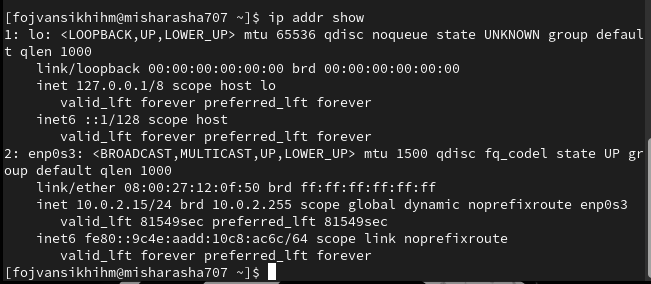 [fojvansikhihm@misharasha707 ~]$ ip addr show
1: lo: <LOOPBACK,UP,LOWER_UP> mtu 65536 qdisc noqueue state UNKNOWN group defaul
t qlen 1000
    link/loopback 00:00:00:00:00:00 brd 00:00:00:00:00:00
    inet 127.0.0.1/8 scope host lo
       valid_lft forever preferred_lft forever
    inet6 ::1/128 scope host
       valid_lft forever preferred_lft forever
2: enp0s3: <BROADCAST,MULTICAST,UP,LOWER_UP> mtu 1500 qdisc fq_codel state UP gr
oup default qlen 1000
    link/ether 08:00:27:12:0f:50 brd ff:ff:ff:ff:ff:ff
    inet 10.0.2.15/24 brd 10.0.2.255 scope global dynamic noprefixroute enp0s3
       valid_lft 81549sec preferred_lft 81549sec
    inet6 fe80::9c4e:aadd:10c8:ac6c/64 scope link noprefixroute
       valid_lft forever preferred_lft forever
[fojvansikhihm@misharasha707 ~]$